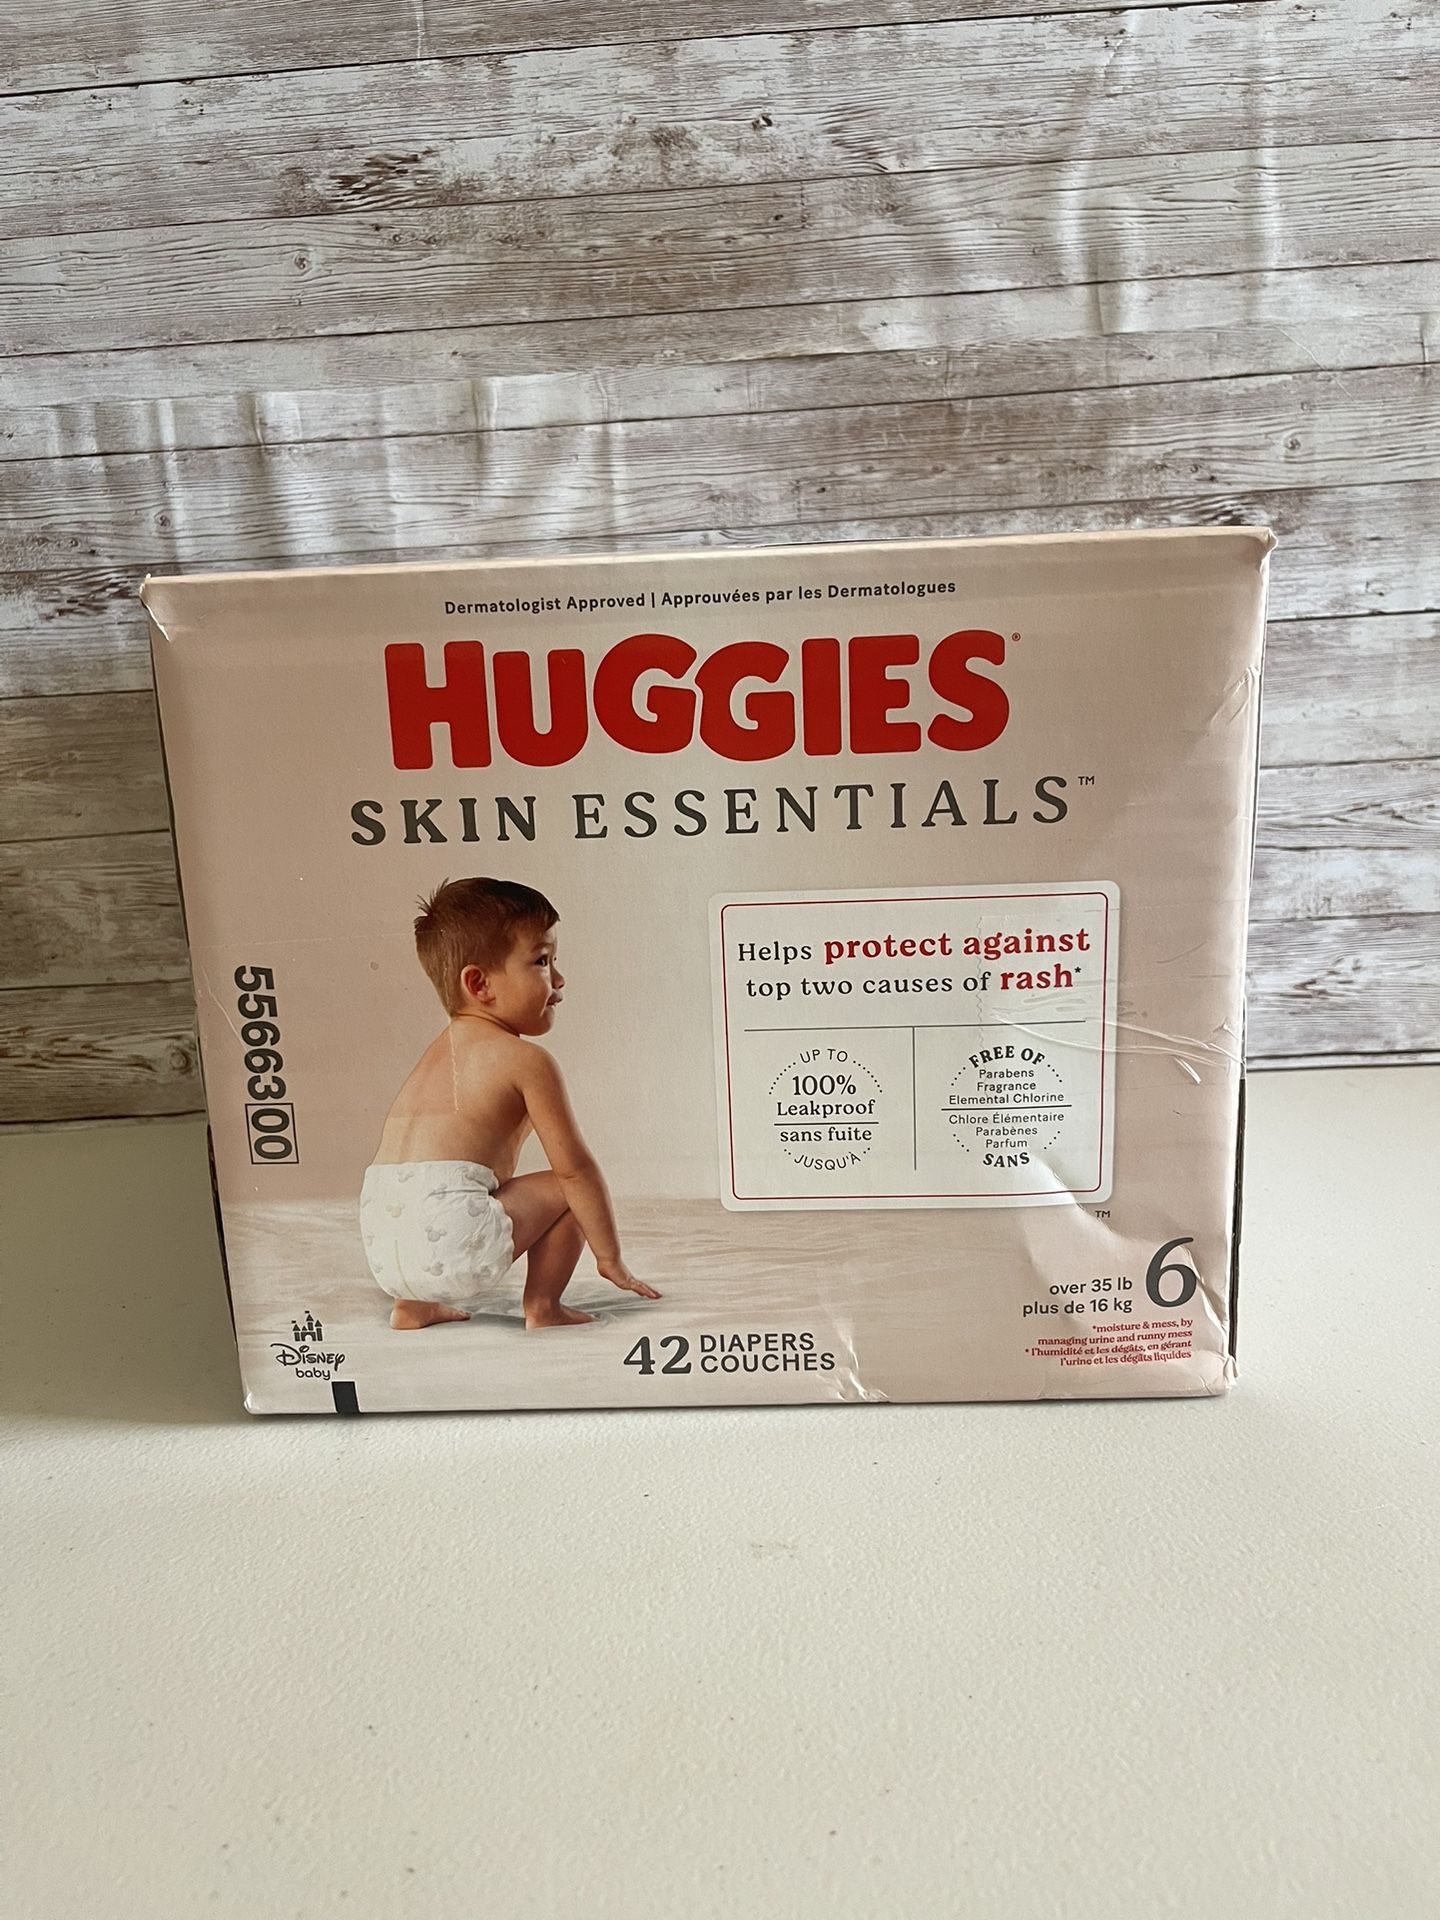 Dermatologist Approved | Approuvées par les Dermatologues
HUGGIES®
SKIN ESSENTIALS™
Helps protect against
top two causes of rash*
UP TO
100%
Leakproof
sans fuite
JUSQU'À
FREE OF
Parabens
Fragrance
Elemental Chlorine
Chlore Élémentaire
Parabènes
Parfum
SANS
TM
55663 00
over 35 lb
plus de 16 kg
6
*moisture & mess, by
managing urine and runny mess
* l'humidité et les dégâts, en gérant
l'urine et les dégâts liquides
Disney
baby
42 DIAPERS
COUCHES